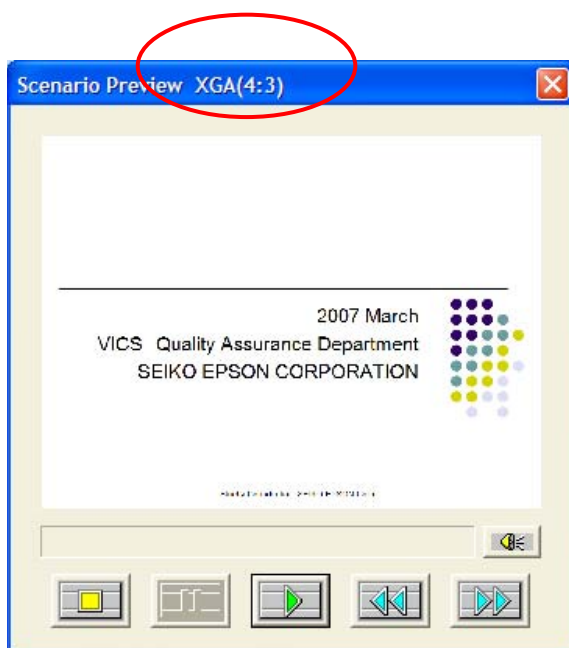 Scenario Preview XGA(4:3)
2007 March
VICS Quality Assurance Department
SEIKO EPSON CORPORATION